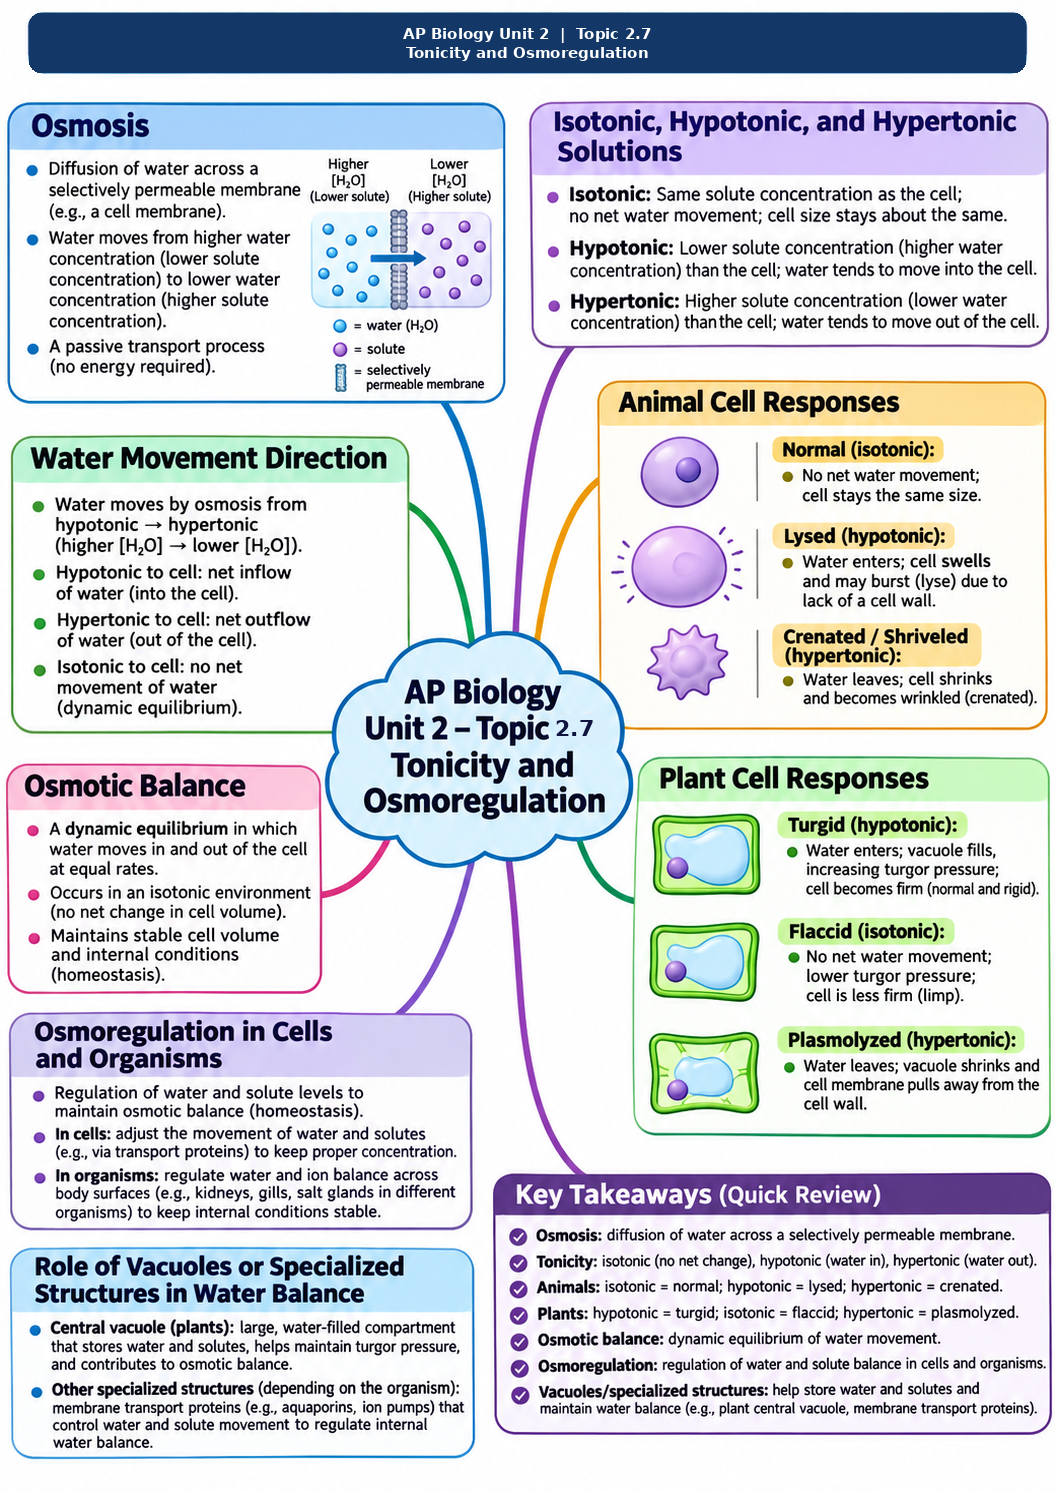 AP Biology Unit 2 | Topic 2.7
Tonicity and Osmoregulation
Osmosis
Diffusion of water across a
selectively permeable membrane
(e.g., a cell membrane).
Water moves from higher water
concentration (lower solute
concentration) to lower water
concentration (higher solute
concentration).
A passive transport process
(no energy required).
Higher
[H₂O]
(Lower solute)
Lower
[H₂O]
(Higher solute)
= water (H₂O)
= solute
= selectively
permeable membrane
Isotonic, Hypotonic, and Hypertonic
Solutions
Isotonic: Same solute concentration as the cell;
no net water movement; cell size stays about the same.
Hypotonic: Lower solute concentration (higher water
concentration) than the cell; water tends to move into the cell.
Hypertonic: Higher solute concentration (lower water
concentration) than the cell; water tends to move out of the cell.
Water Movement Direction
Water moves by osmosis from
hypotonic → hypertonic
(higher [H₂O] → lower [H₂O]).
Hypotonic to cell: net inflow
of water (into the cell).
Hypertonic to cell: net outflow
of water (out of the cell).
Isotonic to cell: no net
movement of water
(dynamic equilibrium).
Animal Cell Responses
Normal (isotonic):
No net water movement;
cell stays the same size.
Lysed (hypotonic):
Water enters; cell swells
and may burst (lyse) due to
lack of a cell wall.
Crenated / Shriveled
(hypertonic):
Water leaves; cell shrinks
and becomes wrinkled (crenated).
AP Biology
Unit 2 – Topic 2.7
Tonicity and
Osmoregulation
Osmotic Balance
A dynamic equilibrium in which
water moves in and out of the cell
at equal rates.
Occurs in an isotonic environment
(no net change in cell volume).
Maintains stable cell volume
and internal conditions
(homeostasis).
Plant Cell Responses
Turgid (hypotonic):
Water enters; vacuole fills,
increasing turgor pressure;
cell becomes firm (normal and rigid).
Flaccid (isotonic):
No net water movement;
lower turgor pressure;
cell is less firm (limp).
Plasmolyzed (hypertonic):
Water leaves; vacuole shrinks and
cell membrane pulls away from the
cell wall.
Osmoregulation in Cells
and Organisms
Regulation of water and solute levels to
maintain osmotic balance (homeostasis).
In cells: adjust the movement of water and solutes
(e.g., via transport proteins) to keep proper concentration.
In organisms: regulate water and ion balance across
body surfaces (e.g., kidneys, gills, salt glands in different
organisms) to keep internal conditions stable.
Role of Vacuoles or Specialized
Structures in Water Balance
Central vacuole (plants): large, water-filled compartment
that stores water and solutes, helps maintain turgor pressure,
and contributes to osmotic balance.
Other specialized structures (depending on the organism):
membrane transport proteins (e.g., aquaporins, ion pumps) that
control water and solute movement to regulate internal
water balance.
Key Takeaways (Quick Review)
Osmosis: diffusion of water across a selectively permeable membrane.
Tonicity: isotonic (no net change), hypotonic (water in), hypertonic (water out).
Animals: isotonic = normal; hypotonic = lysed; hypertonic = crenated.
Plants: hypotonic = turgid; isotonic = flaccid; hypertonic = plasmolyzed.
Osmotic balance: dynamic equilibrium of water movement.
Osmoregulation: regulation of water and solute balance in cells and organisms.
Vacuoles/specialized structures: help store water and solutes and
maintain water balance (e.g., plant central vacuole, membrane transport proteins).